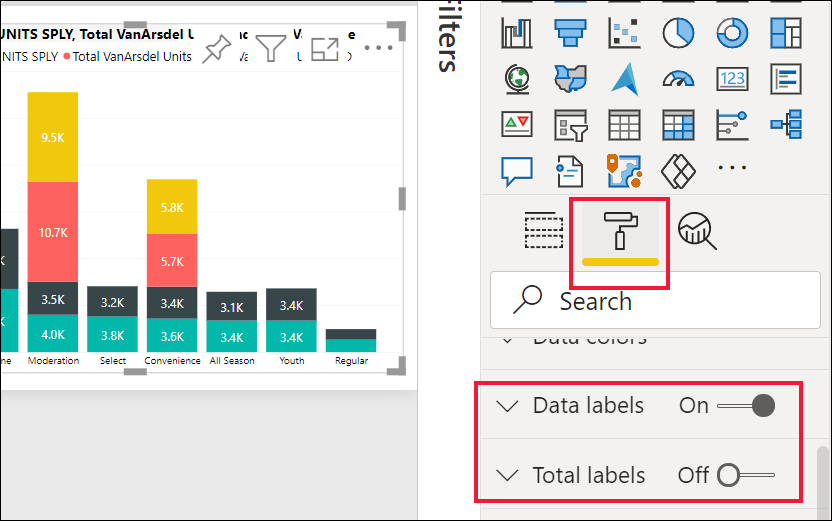 UNITS SPLY, Total VanArsdel
NITS SPLY Total VanArsdel Units
9.5K
10.7K
3.5K
4.0K
3.2K
3.8K
5.8K
5.7K
3.4K
3.6K
3.1K
3.4K
3.4K
3.4K
me Moderation Select Convenience All Season Youth Regular
Filters
123
Search
Data colors
Data labels On
Total labels Off